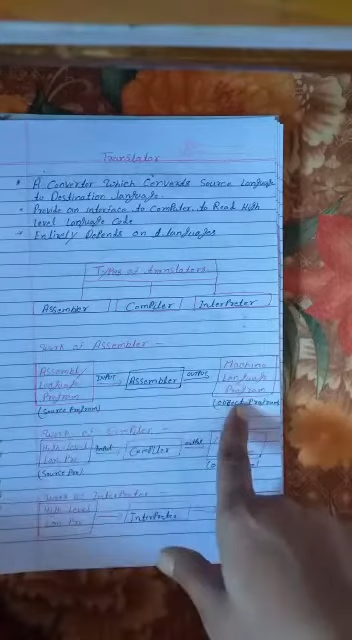 Translator
* A Convertor Which Converds Source Language
to Destination language.
* Provide an interface to Computer. to Read High
level language Code
* Entirely Depends on languages
Types of translators
Assembler Compiler Interpreter
Work of Assembler -
Assembly
Language
Program
INPUT
Assembler
output
Machine
Language
Program
(Source Program)
(object Program)
Work of Compiler -
High level
Lan. Pro
Input
Compiler
output
(Source Pro)
Work of Interpreter
High Level
Lan Pro
Interpreter